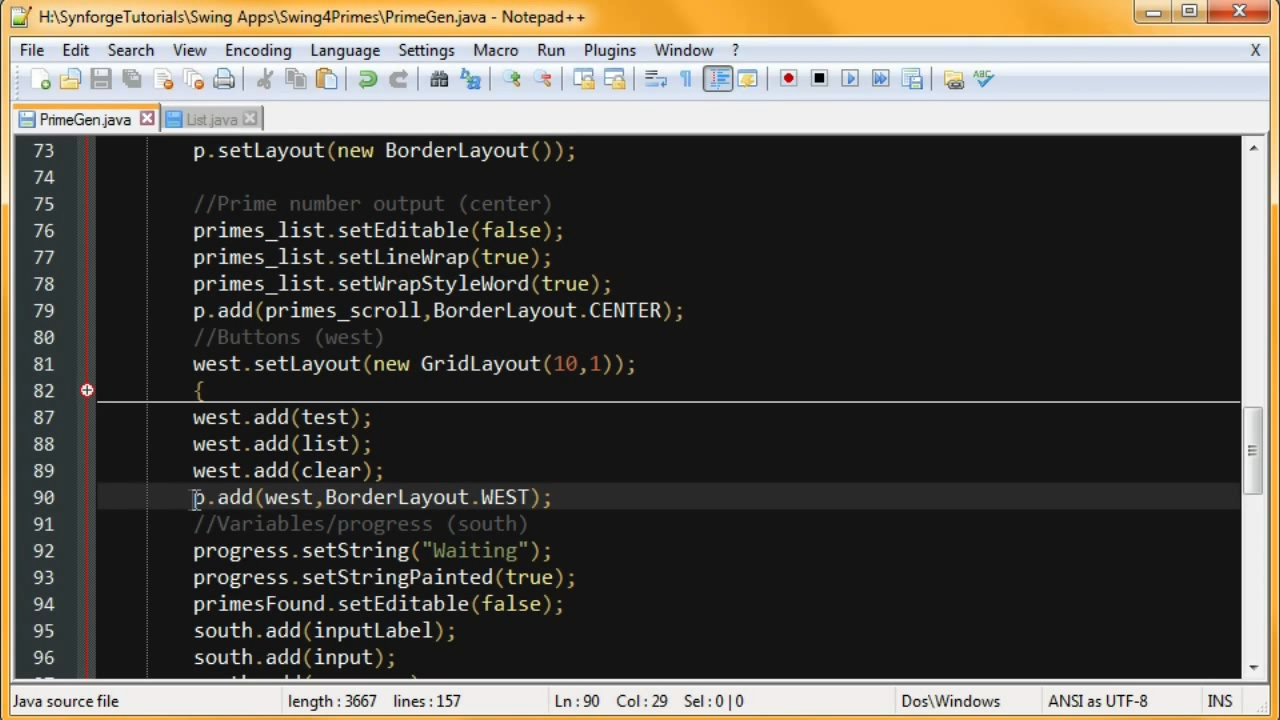 H:\SynforgeTutorials\Swing Apps\Swing4Primes\PrimeGen.java - Notepad++
File Edit Search View Encoding Language Settings Macro Run Plugins Window ? X
PrimeGen.java List.java
73 p.setLayout(new BorderLayout());
74
75 //Prime number output (center)
76 primes_list.setEditable(false);
77 primes_list.setLineWrap(true);
78 primes_list.setWrapStyleWord(true);
79 p.add(primes_scroll,BorderLayout.CENTER);
80 //Buttons (west)
81 west.setLayout(new GridLayout(10,1));
82 {
87 west.add(test);
88 west.add(list);
89 west.add(clear);
90 p.add(west,BorderLayout.WEST);
91 //Variables/progress (south)
92 progress.setString("Waiting");
93 progress.setStringPainted(true);
94 primesFound.setEditable(false);
95 south.add(inputLabel);
96 south.add(input);
Java source file length : 3667 lines : 157 Ln : 90 Col : 29 Sel : 0 | 0 Dos\Windows ANSI as UTF-8 INS